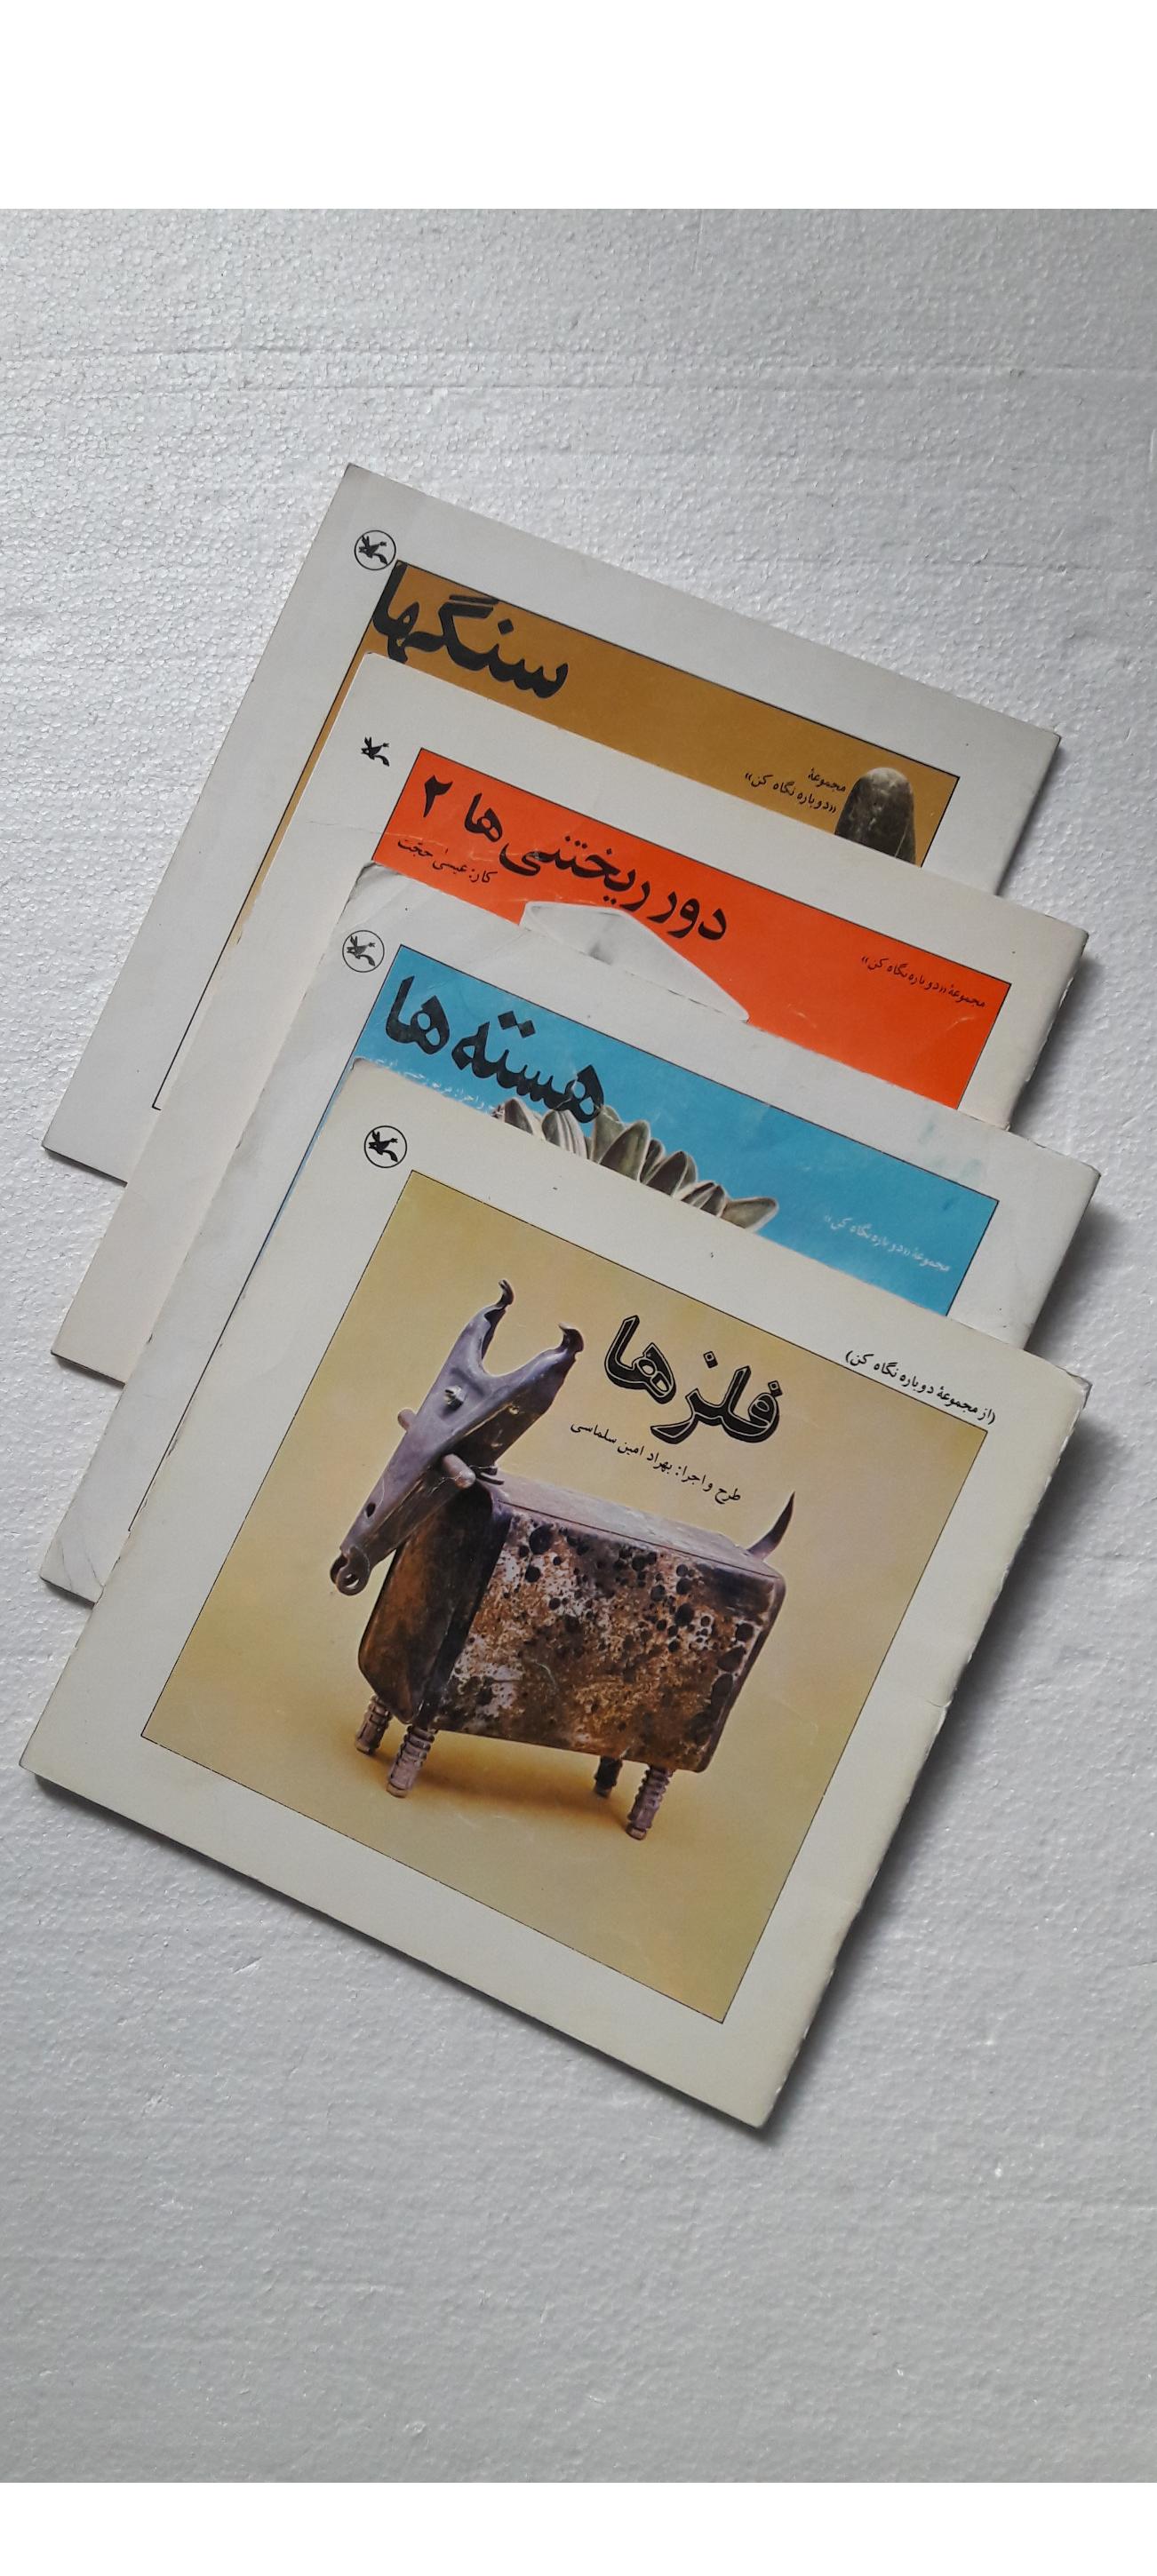 سنگها
مجموعهٔ
«دوباره نگاه کن»
دور ریختنی ها ۲
کار: عیسی حجّت
مجموعهٔ «دوباره نگاه کن»
هسته ها
مجموعهٔ «دوباره نگاه کن»
(از مجموعهٔ دوباره نگاه کن)
فلزها
طرح و اجرا: بهراد امین سلماسی